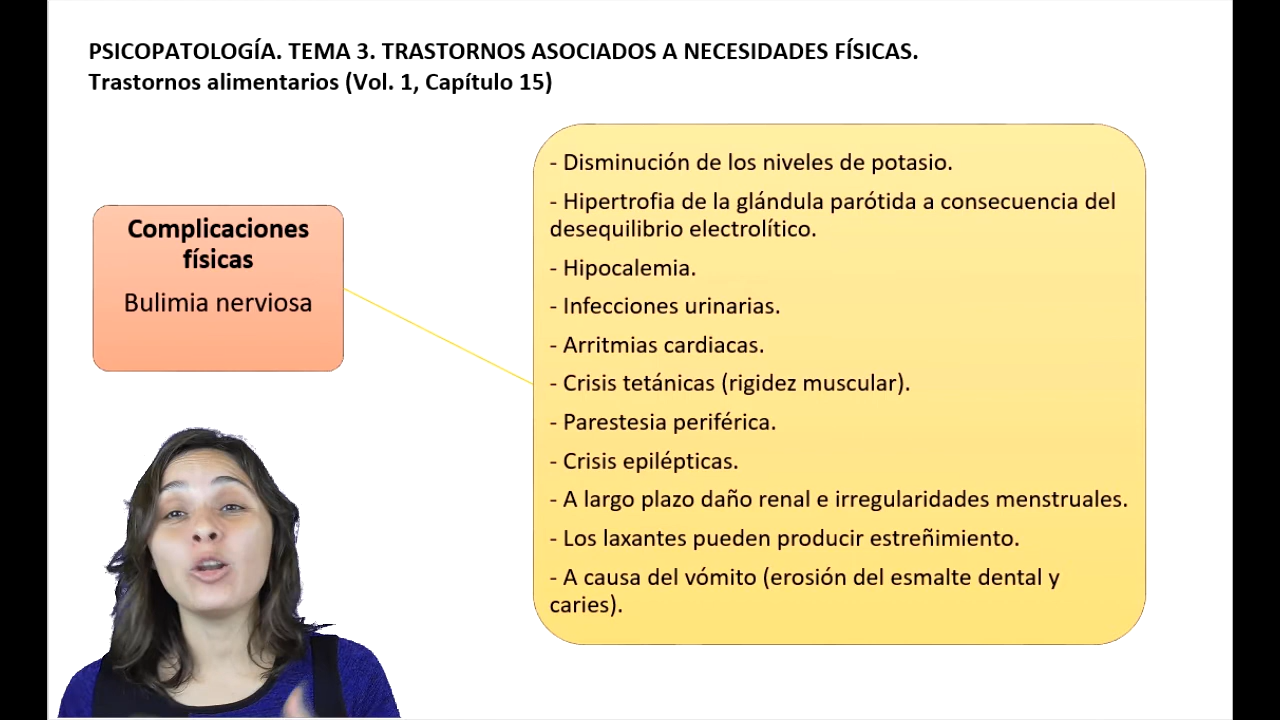 PSICOPATOLOGÍA. TEMA 3. TRASTORNOS ASOCIADOS A NECESIDADES FÍSICAS.
Trastornos alimentarios (Vol. 1, Capítulo 15)
Complicaciones
físicas
Bulimia nerviosa
- Disminución de los niveles de potasio.
- Hipertrofia de la glándula parótida a consecuencia del
desequilibrio electrolítico.
- Hipocalemia.
- Infecciones urinarias.
- Arritmias cardiacas.
- Crisis tetánicas (rigidez muscular).
- Parestesia periférica.
- Crisis epilépticas.
- A largo plazo daño renal e irregularidades menstruales.
- Los laxantes pueden producir estreñimiento.
- A causa del vómito (erosión del esmalte dental y
caries).